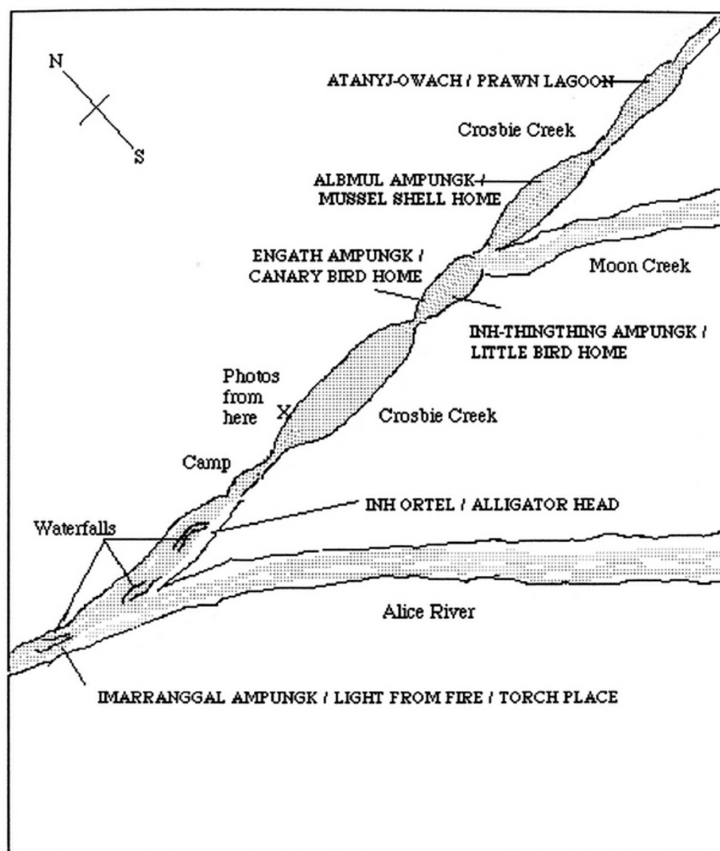 N
S
ATANYJ-OWACH / PRAWN LAGOON
Crosbie Creek
ALBMUL AMPUNGK /
MUSSEL SHELL HOME
ENGATH AMPUNGK /
CANARY BIRD HOME
Moon Creek
INH-THINGTHING AMPUNGK /
LITTLE BIRD HOME
Photos
from
here
X
Crosbie Creek
Camp
INH ORTEL / ALLIGATOR HEAD
Waterfalls
Alice River
IMARRANGGAL AMPUNGK / LIGHT FROM FIRE / TORCH PLACE